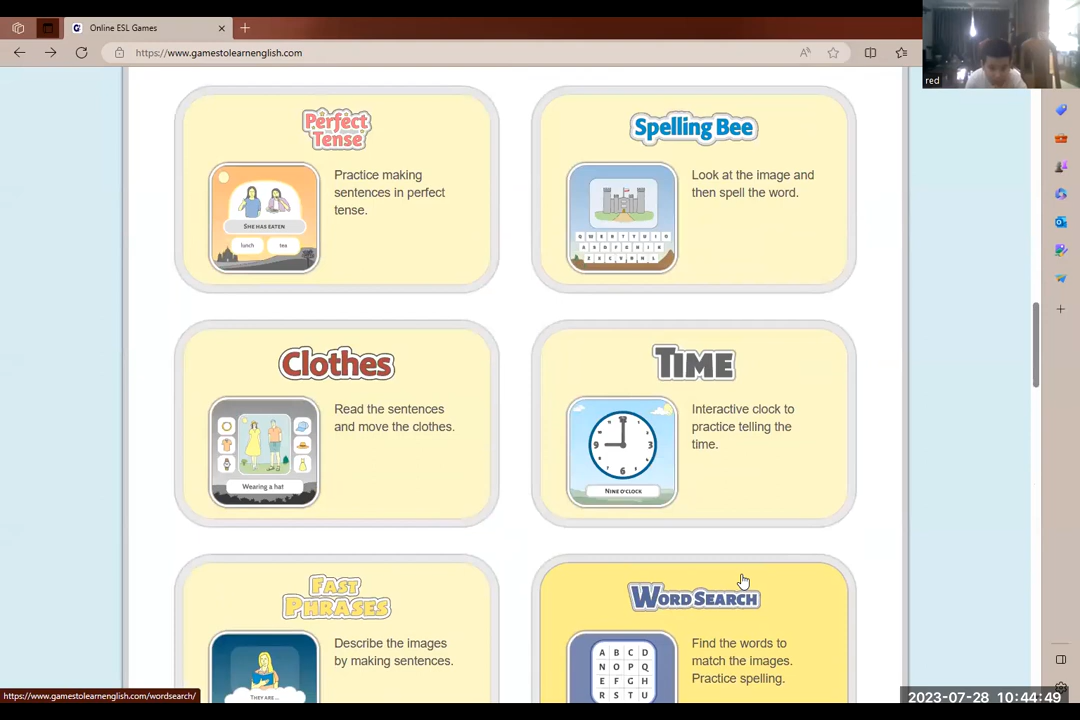 Online ESL Games
https://www.gamestolearnenglish.com
red
Perfect
Tense
Practice making
sentences in perfect
tense.
SHE HAS EATEN
lunch
tea
Spelling Bee
Look at the image and
then spell the word.
Clothes
Read the sentences
and move the clothes.
Wearing a hat
TIME
Interactive clock to
practice telling the
time.
9
3
6
NINE O'CLOCK
FAST
PHRASES
Describe the images
by making sentences.
THEY ARE...
WORD SEARCH
Find the words to
match the images.
Practice spelling.
A B C D
N O P Q
E F G H
R S T U
https://www.gamestolearnenglish.com/wordsearch/
2023-07-28 10:44:49